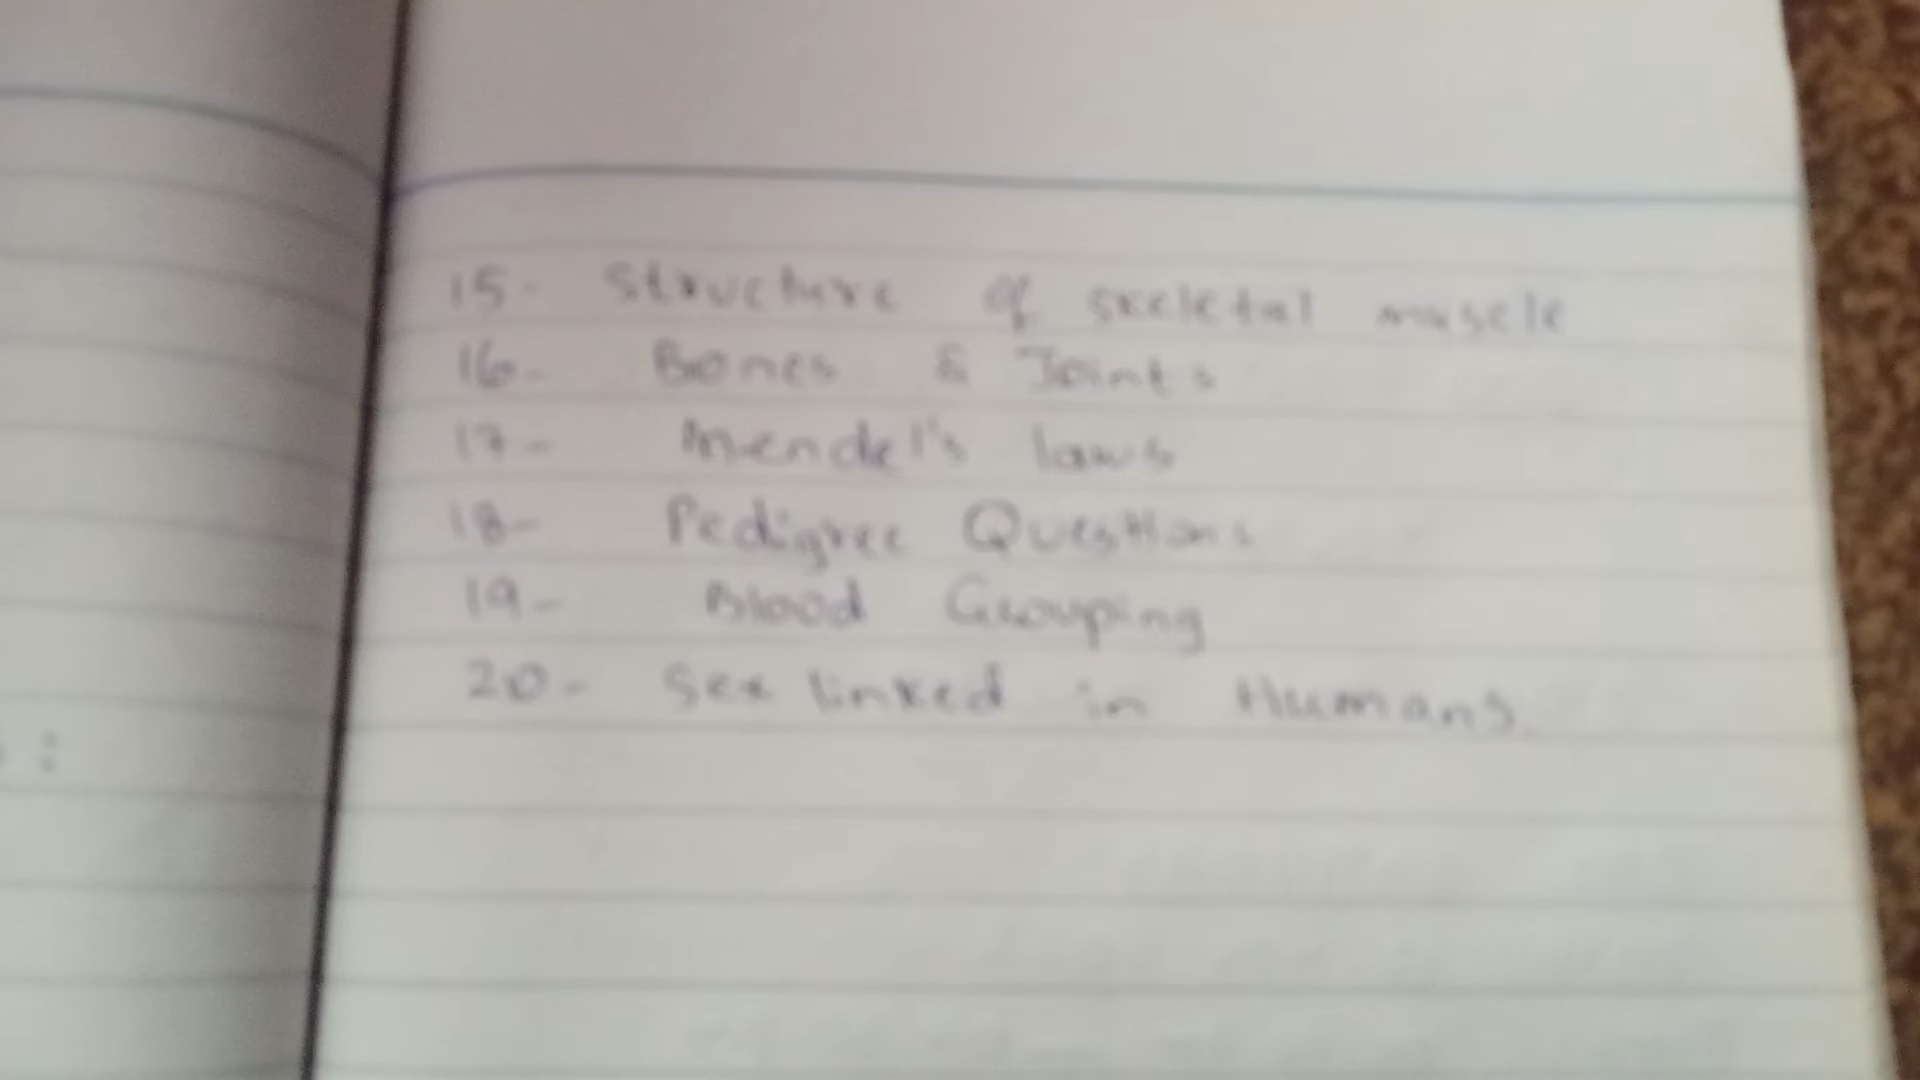 15- Structure of skeletal muscle
16- Bones & Joints
17- Mendel's laws
18- Pedigree Questions
19- Blood Grouping
20- Sex linked in Humans.
: